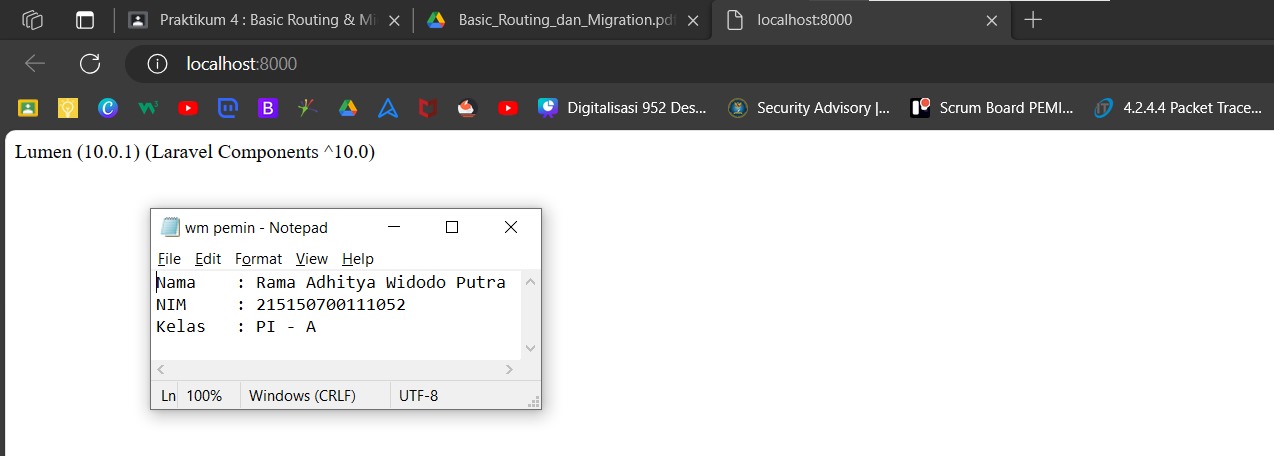 Praktikum 4 : Basic Routing & Mi
Basic_Routing_dan_Migration.pdf
localhost:8000
localhost:8000
Digitalisasi 952 Des...
Security Advisory |...
Scrum Board PEMI...
4.2.4.4 Packet Trace...
Lumen (10.0.1) (Laravel Components ^10.0)
wm pemin - Notepad
File Edit Format View Help
Nama : Rama Adhitya Widodo Putra
NIM : 215150700111052
Kelas : PI - A
Ln 100% Windows (CRLF) UTF-8